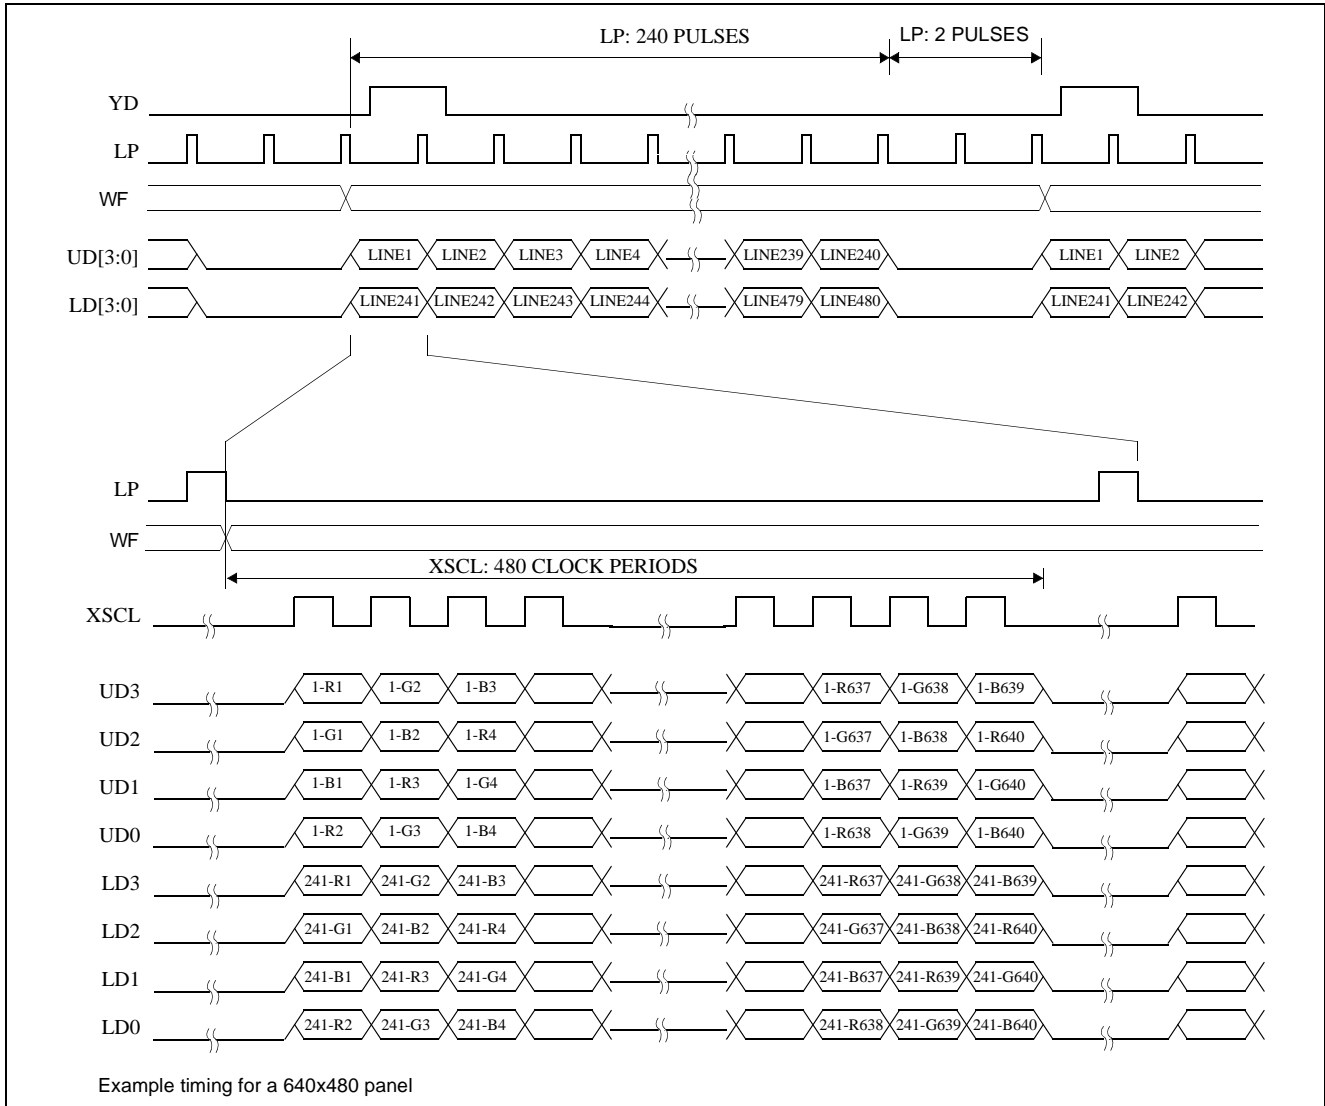 LP: 240 PULSES LP: 2 PULSES
YD
LP
WF
UD[3:0] LINE1 LINE2 LINE3 LINE4 LINE239 LINE240 LINE1 LINE2
LD[3:0] LINE241 LINE242 LINE243 LINE244 LINE479 LINE480 LINE241 LINE242
LP
WF
XSCL: 480 CLOCK PERIODS
XSCL
UD3 1-R1 1-G2 1-B3 1-R637 1-G638 1-B639
UD2 1-G1 1-B2 1-R4 1-G637 1-B638 1-R640
UD1 1-B1 1-R3 1-G4 1-B637 1-R639 1-G640
UD0 1-R2 1-G3 1-B4 1-R638 1-G639 1-B640
LD3 241-R1 241-G2 241-B3 241-R637 241-G638 241-B639
LD2 241-G1 241-B2 241-R4 241-G637 241-B638 241-R640
LD1 241-B1 241-R3 241-G4 241-B637 241-R639 241-G640
LD0 241-R2 241-G3 241-B4 241-R638 241-G639 241-B640
Example timing for a 640x480 panel